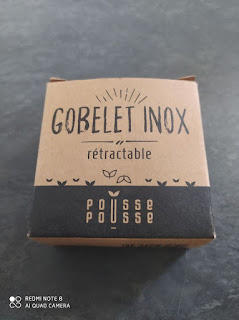 GOBELET INOX
rétractable
POUSSE
POUSSE
REDMI NOTE 8
AI QUAD CAMERA